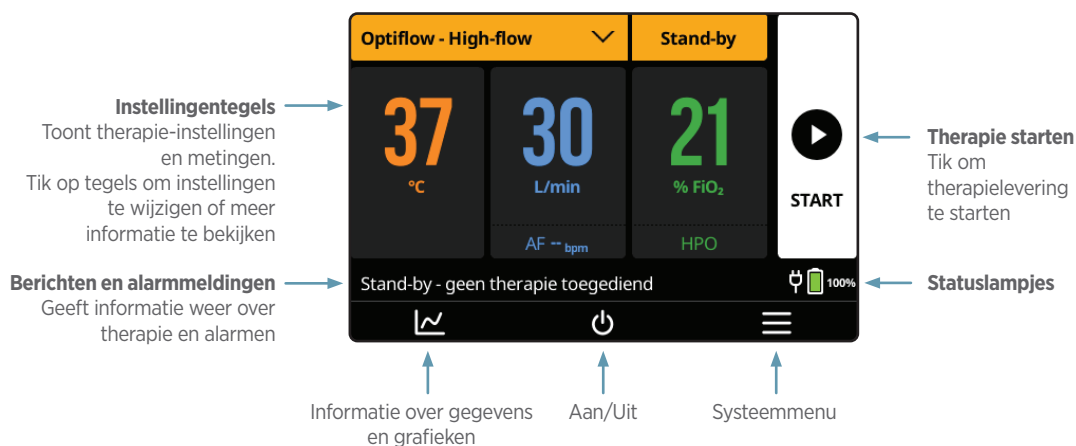 Optiflow - High-flow
Stand-by
37
°C
30
L/min
AF -- bpm
21
% FiO₂
HPO
START
Stand-by - geen therapie toegediend
100%
Instellingentegels
Toont therapie-instellingen
en metingen.
Tik op tegels om instellingen
te wijzigen of meer
informatie te bekijken
Berichten en alarmmeldingen
Geeft informatie weer over
therapie en alarmen
Therapie starten
Tik om
therapielevering
te starten
Statuslampjes
Informatie over gegevens
en grafieken
Aan/Uit
Systeemmenu